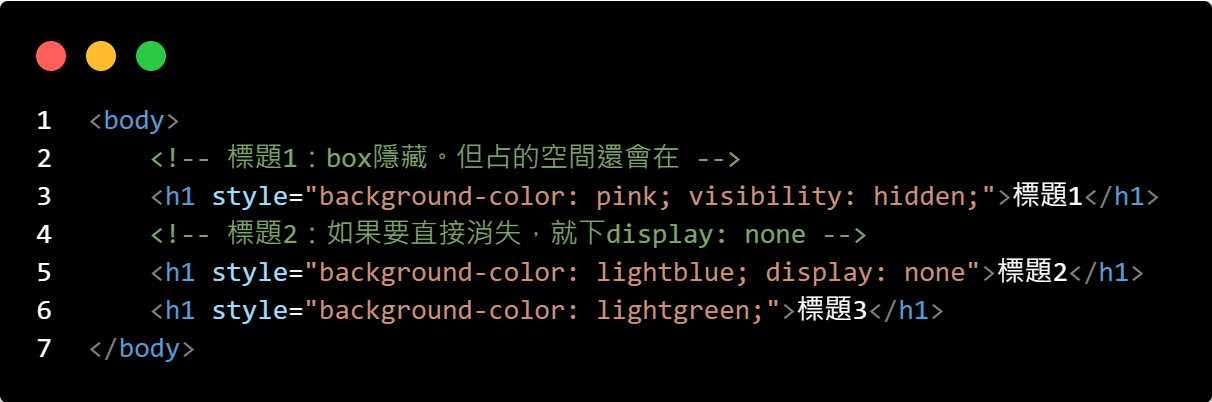 1 <body>
2     <!-- 標題1：box隱藏。但占的空間還會在 -->
3     <h1 style="background-color: pink; visibility: hidden;">標題1</h1>
4     <!-- 標題2：如果要直接消失，就下display: none -->
5     <h1 style="background-color: lightblue; display: none">標題2</h1>
6     <h1 style="background-color: lightgreen;">標題3</h1>
7 </body>